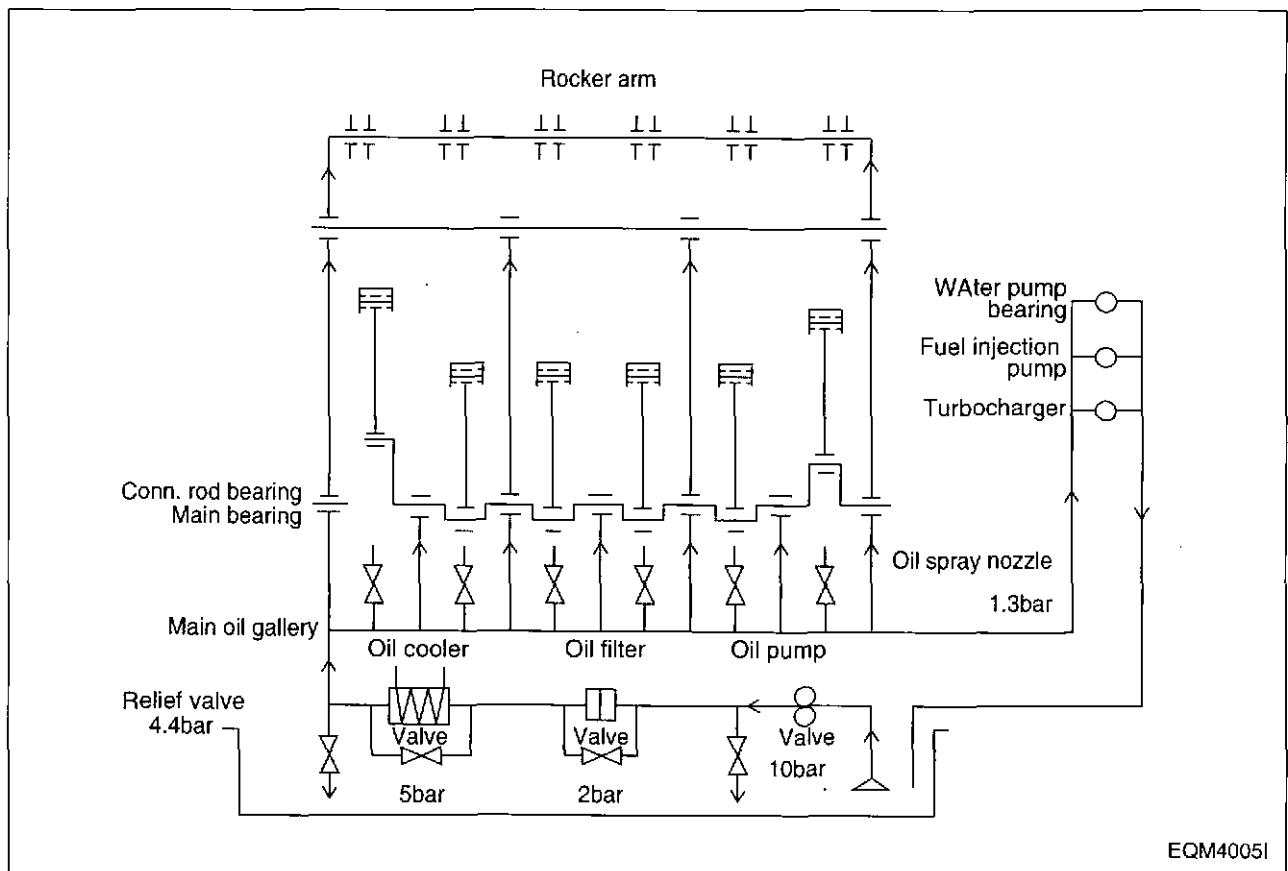 Rocker arm
WAter pump
bearing
Fuel injection
pump
Turbocharger
Conn. rod bearing
Main bearing
Oil spray nozzle
1.3bar
Main oil gallery
Oil cooler
Oil filter
Oil pump
Relief valve
4.4bar
Valve
5bar
Valve
2bar
Valve
10bar
EQM4005I